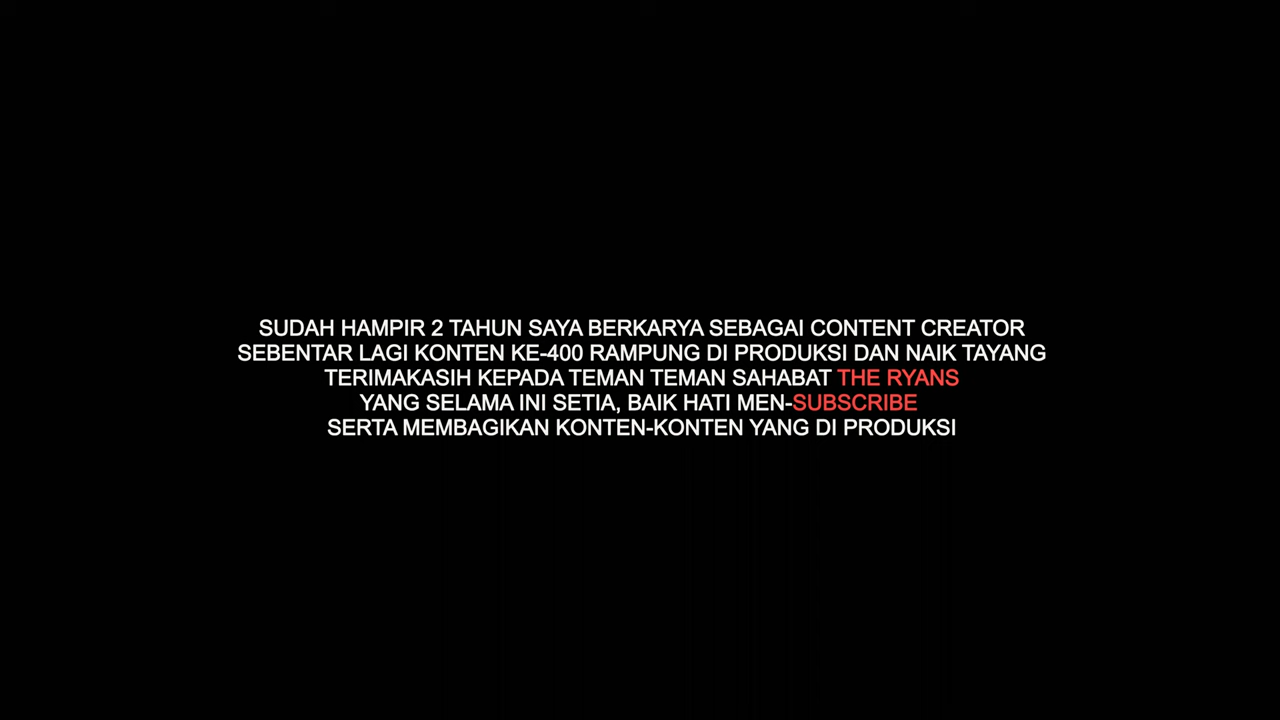 SUDAH HAMPIR 2 TAHUN SAYA BERKARYA SEBAGAI CONTENT CREATOR
SEBENTAR LAGI KONTEN KE-400 RAMPUNG DI PRODUKSI DAN NAIK TAYANG
TERIMAKASIH KEPADA TEMAN TEMAN SAHABAT THE RYANS
YANG SELAMA INI SETIA, BAIK HATI MEN-SUBSCRIBE
SERTA MEMBAGIKAN KONTEN-KONTEN YANG DI PRODUKSI